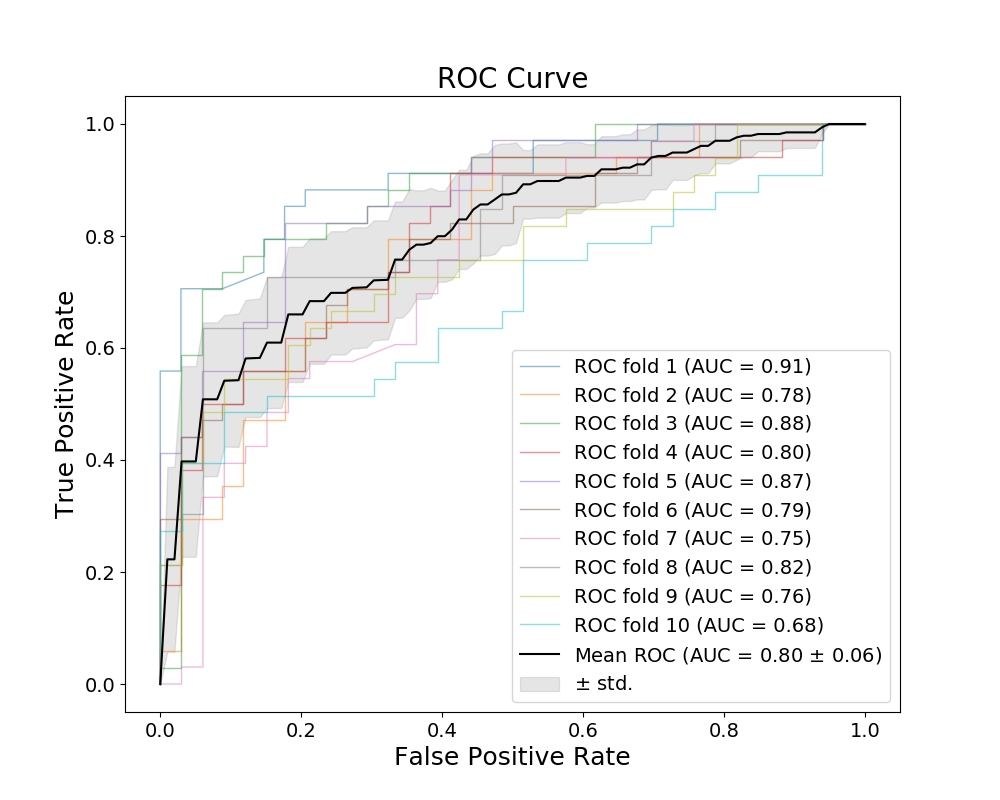 ROC Curve
1.0
0.8
0.6
0.4
0.2
0.0
True Positive Rate
ROC fold 1 (AUC = 0.91)
ROC fold 2 (AUC = 0.78)
ROC fold 3 (AUC = 0.88)
ROC fold 4 (AUC = 0.80)
ROC fold 5 (AUC = 0.87)
ROC fold 6 (AUC = 0.79)
ROC fold 7 (AUC = 0.75)
ROC fold 8 (AUC = 0.82)
ROC fold 9 (AUC = 0.76)
ROC fold 10 (AUC = 0.68)
Mean ROC (AUC = 0.80 ± 0.06)
± std.
0.0 0.2 0.4 0.6 0.8 1.0
False Positive Rate